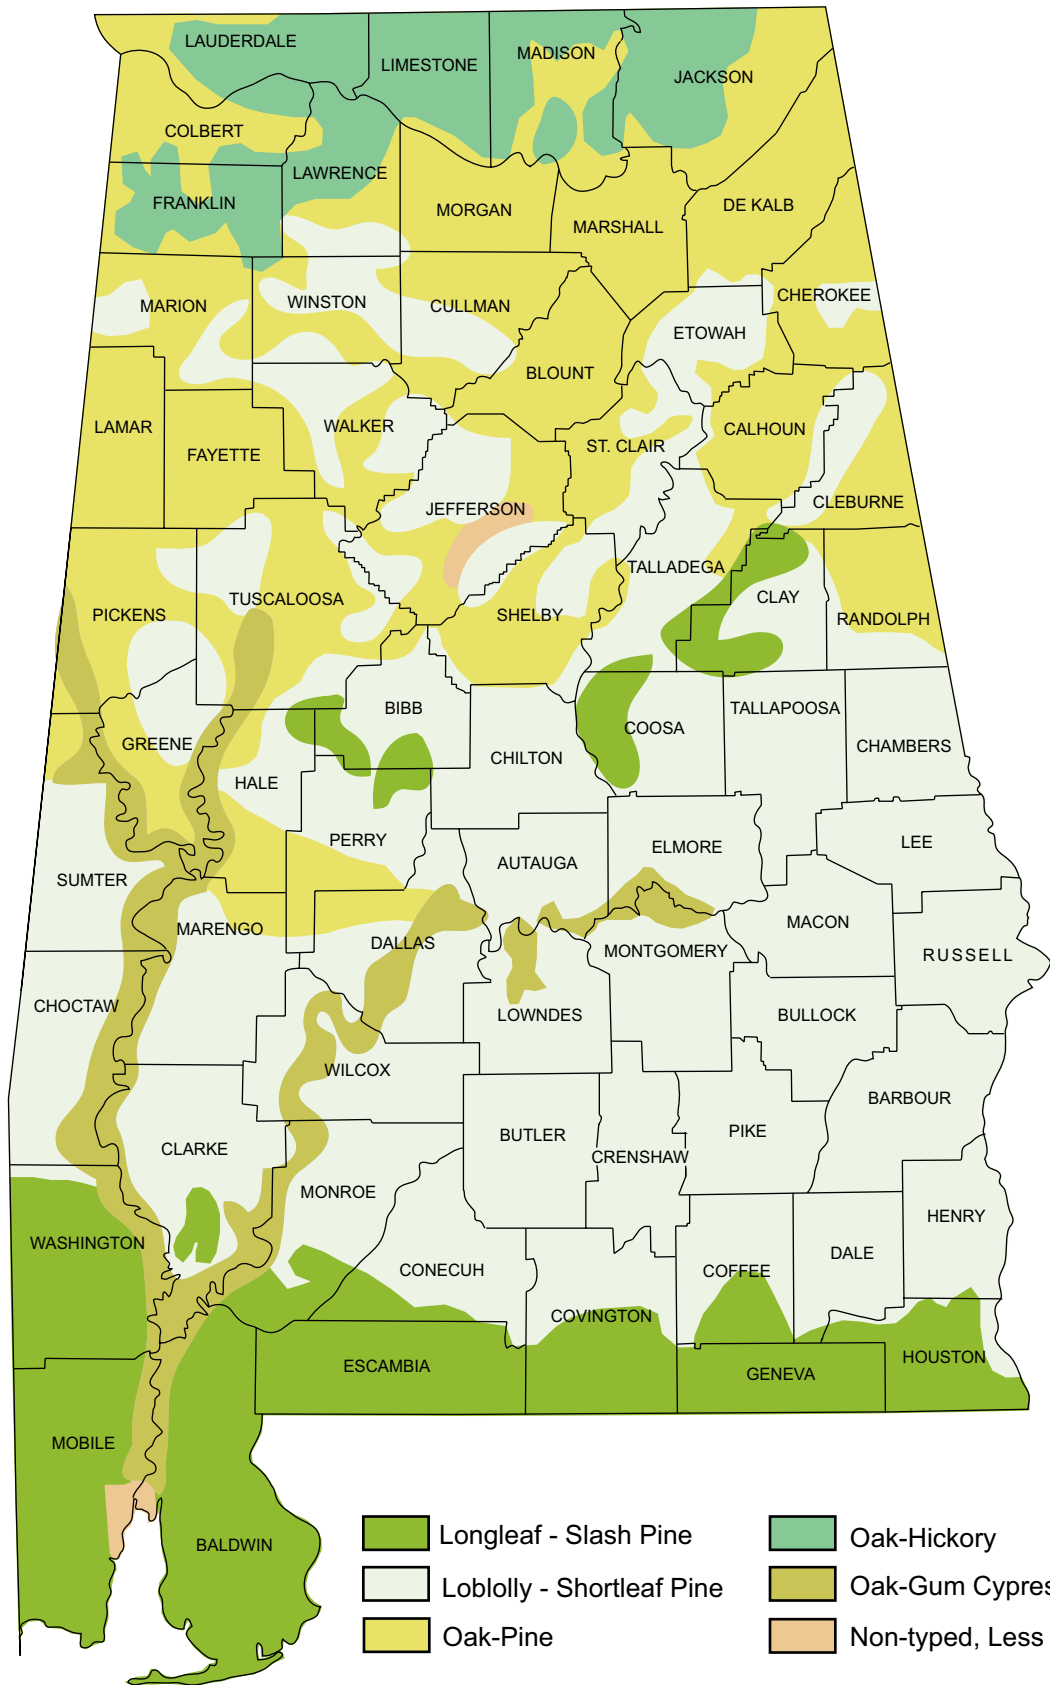 LAUDERDALE
LIMESTONE
MADISON
JACKSON
COLBERT
LAWRENCE
FRANKLIN
MORGAN
MARSHALL
DE KALB
MARION
WINSTON
CULLMAN
CHEROKEE
ETOWAH
BLOUNT
LAMAR
WALKER
FAYETTE
ST. CLAIR
CALHOUN
JEFFERSON
CLEBURNE
TALLADEGA
TUSCALOOSA
CLAY
PICKENS
SHELBY
RANDOLPH
BIBB
TALLAPOOSA
COOSA
GREENE
CHAMBERS
CHILTON
HALE
PERRY
LEE
ELMORE
AUTAUGA
SUMTER
MACON
MARENGO
DALLAS
MONTGOMERY
RUSSELL
CHOCTAW
LOWNDES
BULLOCK
WILCOX
BARBOUR
PIKE
BUTLER
CLARKE
CRENSHAW
MONROE
HENRY
WASHINGTON
DALE
CONECUH
COFFEE
COVINGTON
HOUSTON
ESCAMBIA
GENEVA
MOBILE
BALDWIN
Longleaf - Slash Pine
Loblolly - Shortleaf Pine
Oak-Pine
Oak-Hickory
Oak-Gum Cypres
Non-typed, Less